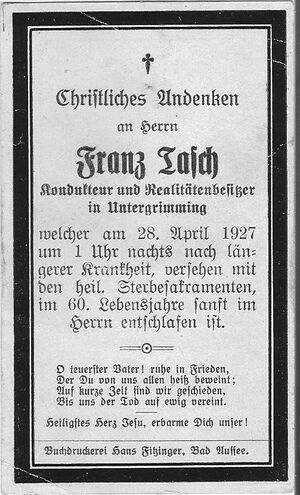 Christliches Andenken
an Herrn
Franz Tasch
Kondukteur und Realitätenbesitzer
in Untergrimming
welcher am 28. April 1927
um 1 Uhr nachts nach län-
gerer Krankheit, versehen mit
den heil. Sterbesakramenten,
im 60. Lebensjahre sanft im
Herrn entschlafen ist.
O teuerster Vater! ruhe in Frieden,
Der Du von uns allen heiß beweint;
Auf kurze Zeit sind wir geschieden,
Bis uns der Tod auf ewig vereint.
Heiligstes Herz Jesu, erbarme Dich unser!
Buchdruckerei Hans Fitzinger, Bad Aussee.